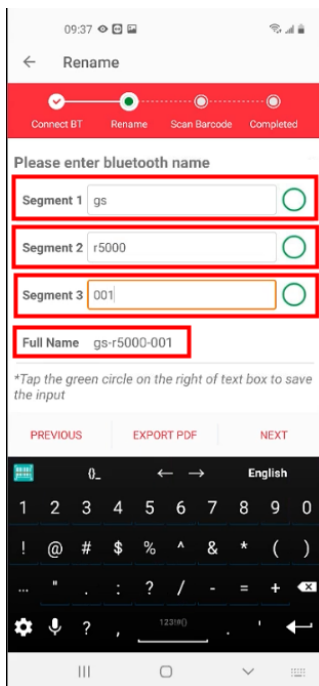 09:37
Rename
Connect BT Rename Scan Barcode Completed
Please enter bluetooth name
Segment 1 gs
Segment 2 r5000
Segment 3 001
Full Name gs-r5000-001
*Tap the green circle on the right of text box to save
the input
PREVIOUS EXPORT PDF NEXT
{}_ ← → English
1 2 3 4 5 6 7 8 9 0
! @ # $ % ^ & * ( )
... " . : ? / - = +
? , 123!@() . '